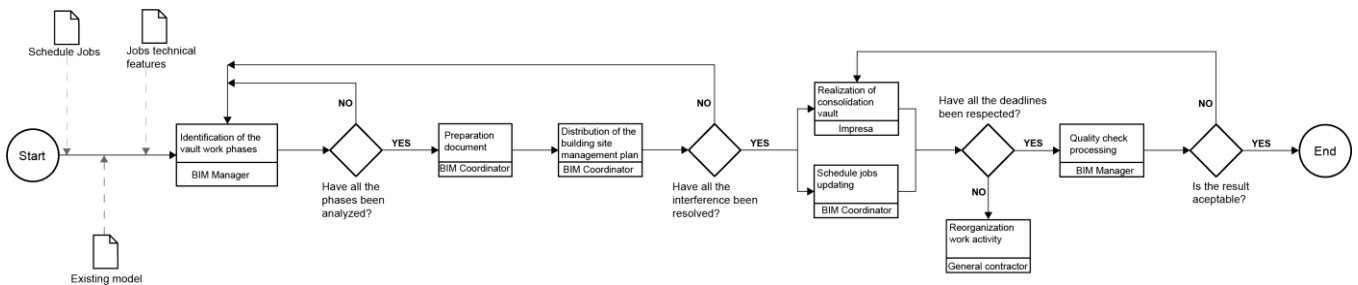 Schedule Jobs
Jobs technical
features
Start
Existing model
Identification of the
vault work phases
BIM Manager
NO
YES
Have all the
phases been
analyzed?
Preparation
document
BIM Coordinator
Distribution of the
building site
management plan
BIM Coordinator
NO
YES
Have all the
interference been
resolved?
Realization of
consolidation
vault
Impresa
Schedule jobs
updating
BIM Coordinator
Have all the deadlines
been respected?
YES
NO
Reorganization
work activity
General contractor
Quality check
processing
BIM Manager
NO
YES
Is the result
aceptable?
End